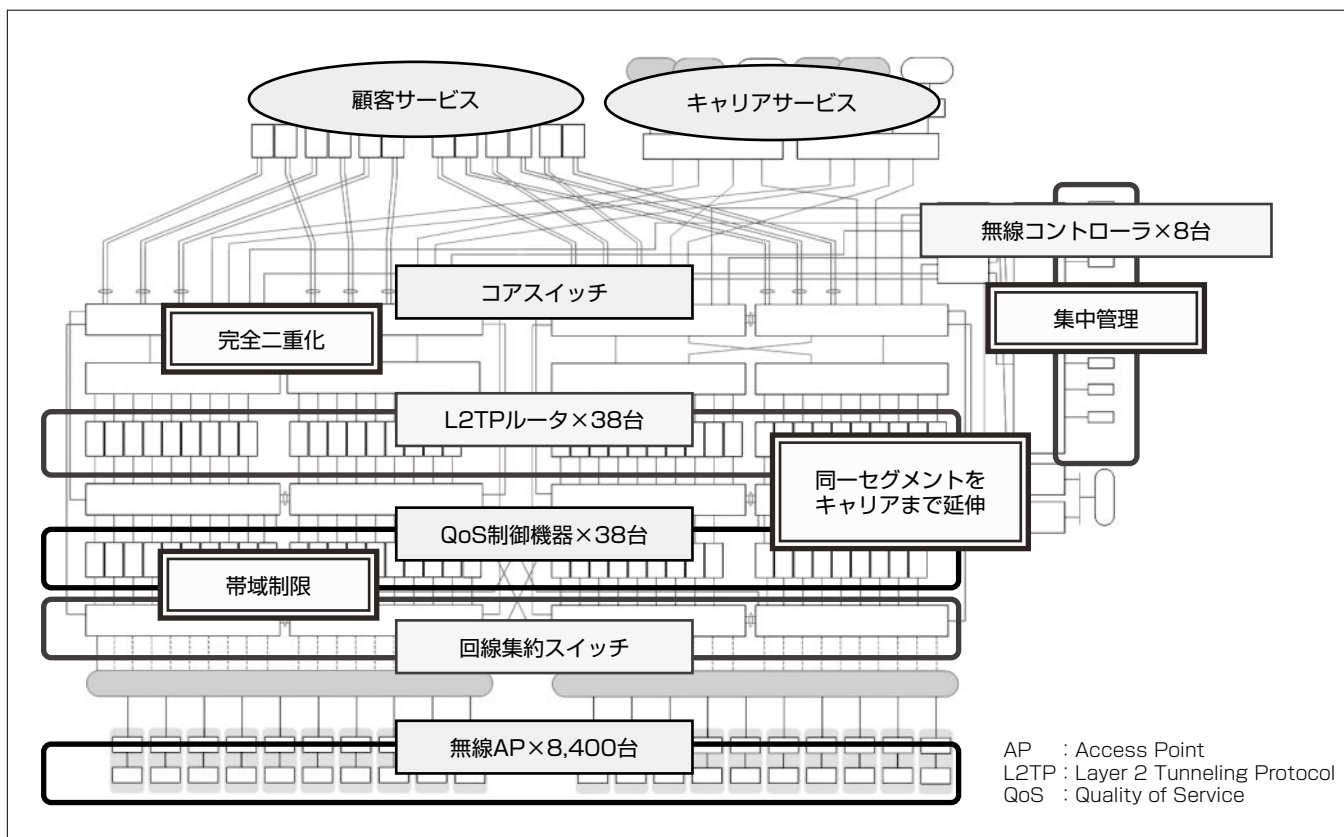 顧客サービス
キャリアサービス
無線コントローラ×8台
コアスイッチ
完全二重化
集中管理
L2TPルータ×38台
同一セグメントを
キャリアまで延伸
QoS制御機器×38台
帯域制限
回線集約スイッチ
無線AP×8,400台
AP : Access Point
L2TP : Layer 2 Tunneling Protocol
QoS : Quality of Service